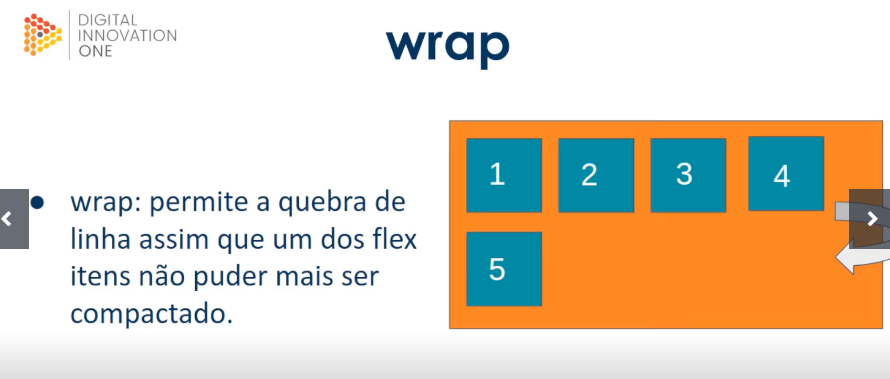 DIGITAL
INNOVATION
ONE
wrap
wrap: permite a quebra de
linha assim que um dos flex
itens não puder mais ser
compactado.
1 2 3 4
5